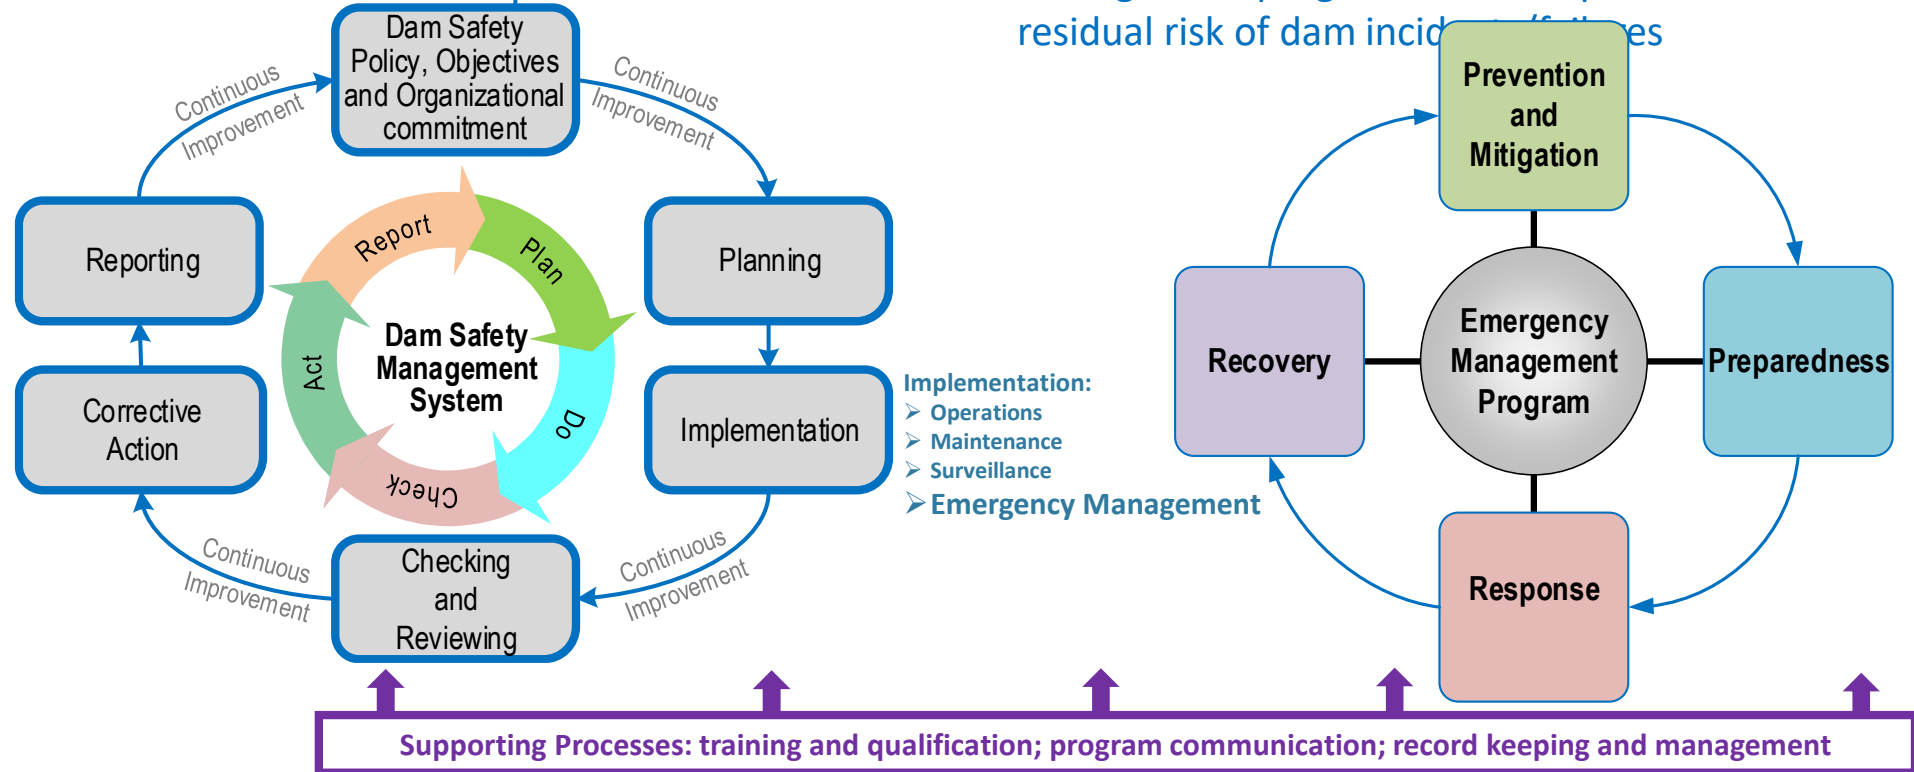 residual risk of dam
Dam Safety
Policy, Objectives
and Organizational
commitment
Continuous
Improvement
Continuous
Improvement
Reporting
Planning
Report
Plan
Do
Check
Act
Dam Safety
Management
System
Corrective
Action
Implementation
Continuous
Improvement
Continuous
Improvement
Checking
and
Reviewing
Implementation:
➢ Operations
➢ Maintenance
➢ Surveillance
➢ Emergency Management
Prevention
and
Mitigation
Recovery
Emergency
Management
Program
Preparedness
Response
Supporting Processes: training and qualification; program communication; record keeping and management